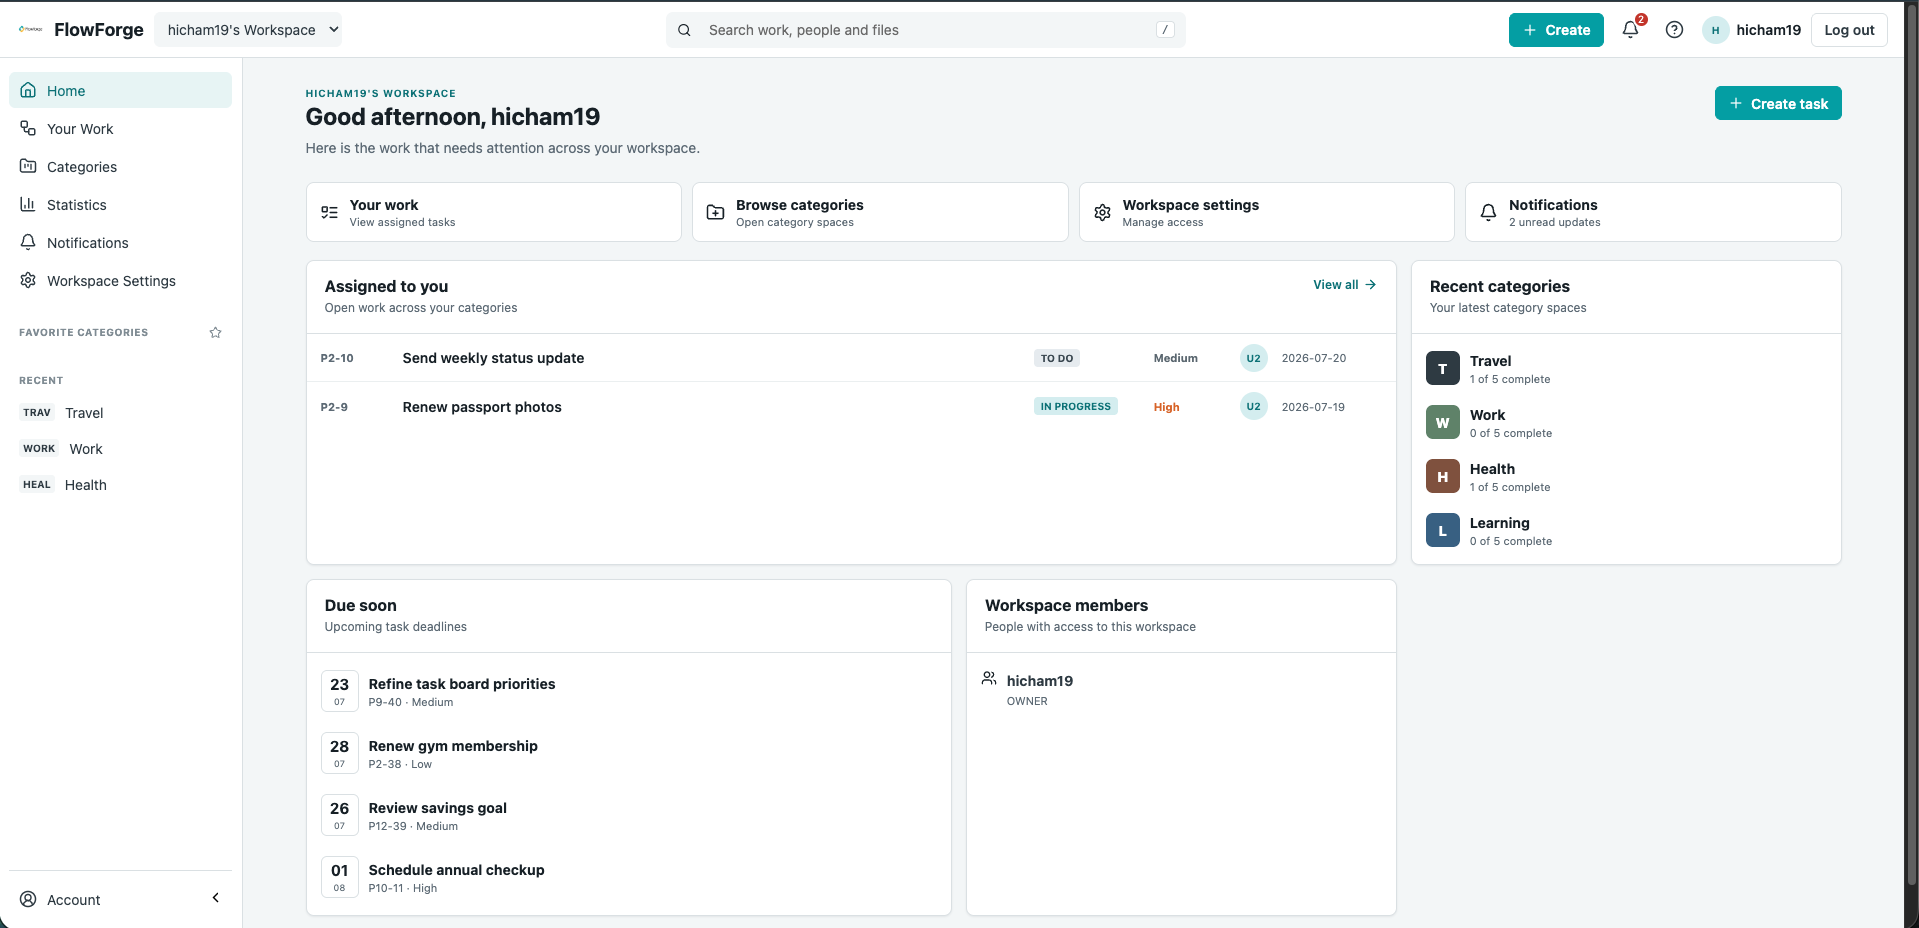 FlowForge
hicham19's Workspace
Search work, people and files
/
Create
2
H
hicham19
Log out
Home
Your Work
Categories
Statistics
Notifications
Workspace Settings
FAVORITE CATEGORIES
RECENT
TRAV Travel
WORK Work
HEAL Health
Account
HICHAM19'S WORKSPACE
Good afternoon, hicham19
Here is the work that needs attention across your workspace.
Create task
Your work
View assigned tasks
Browse categories
Open category spaces
Workspace settings
Manage access
Notifications
2 unread updates
Assigned to you
Open work across your categories
View all
P2-10 Send weekly status update TO DO Medium U2 2026-07-20
P2-9 Renew passport photos IN PROGRESS High U2 2026-07-19
Recent categories
Your latest category spaces
T
Travel
1 of 5 complete
W
Work
0 of 5 complete
H
Health
1 of 5 complete
L
Learning
0 of 5 complete
Due soon
Upcoming task deadlines
23
07
Refine task board priorities
P9-40 · Medium
28
07
Renew gym membership
P2-38 · Low
26
07
Review savings goal
P12-39 · Medium
01
08
Schedule annual checkup
P10-11 · High
Workspace members
People with access to this workspace
hicham19
OWNER